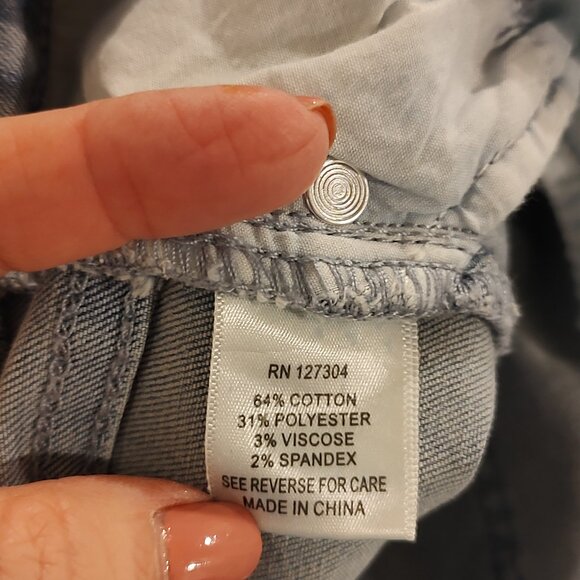 RN 127304
64% COTTON
31% POLYESTER
3% VISCOSE
2% SPANDEX
SEE REVERSE FOR CARE
MADE IN CHINA